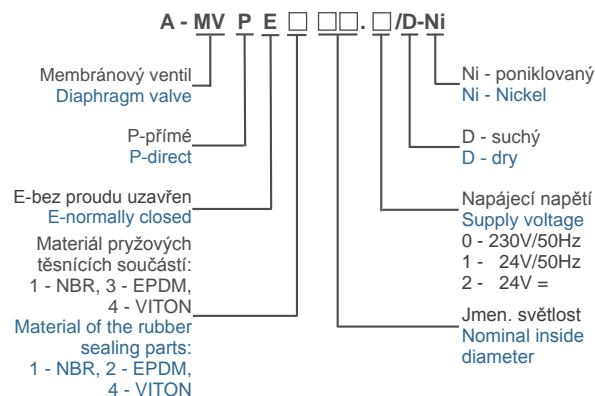 A - MV P E □ □□. □ /D-Ni
Membránový ventil
Diaphragm valve
P-přímé
P-direct
E-bez proudu uzavřen
E-normally closed
Materiál pryžových
těsnících součástí:
1 - NBR, 3 - EPDM,
4 - VITON
Material of the rubber
sealing parts:
1 - NBR, 2 - EPDM,
4 - VITON
Ni - poniklovaný
Ni - Nickel
D - suchý
D - dry
Napájecí napětí
Supply voltage
0 - 230V/50Hz
1 - 24V/50Hz
2 - 24V =
Jmen. světlost
Nominal inside
diameter